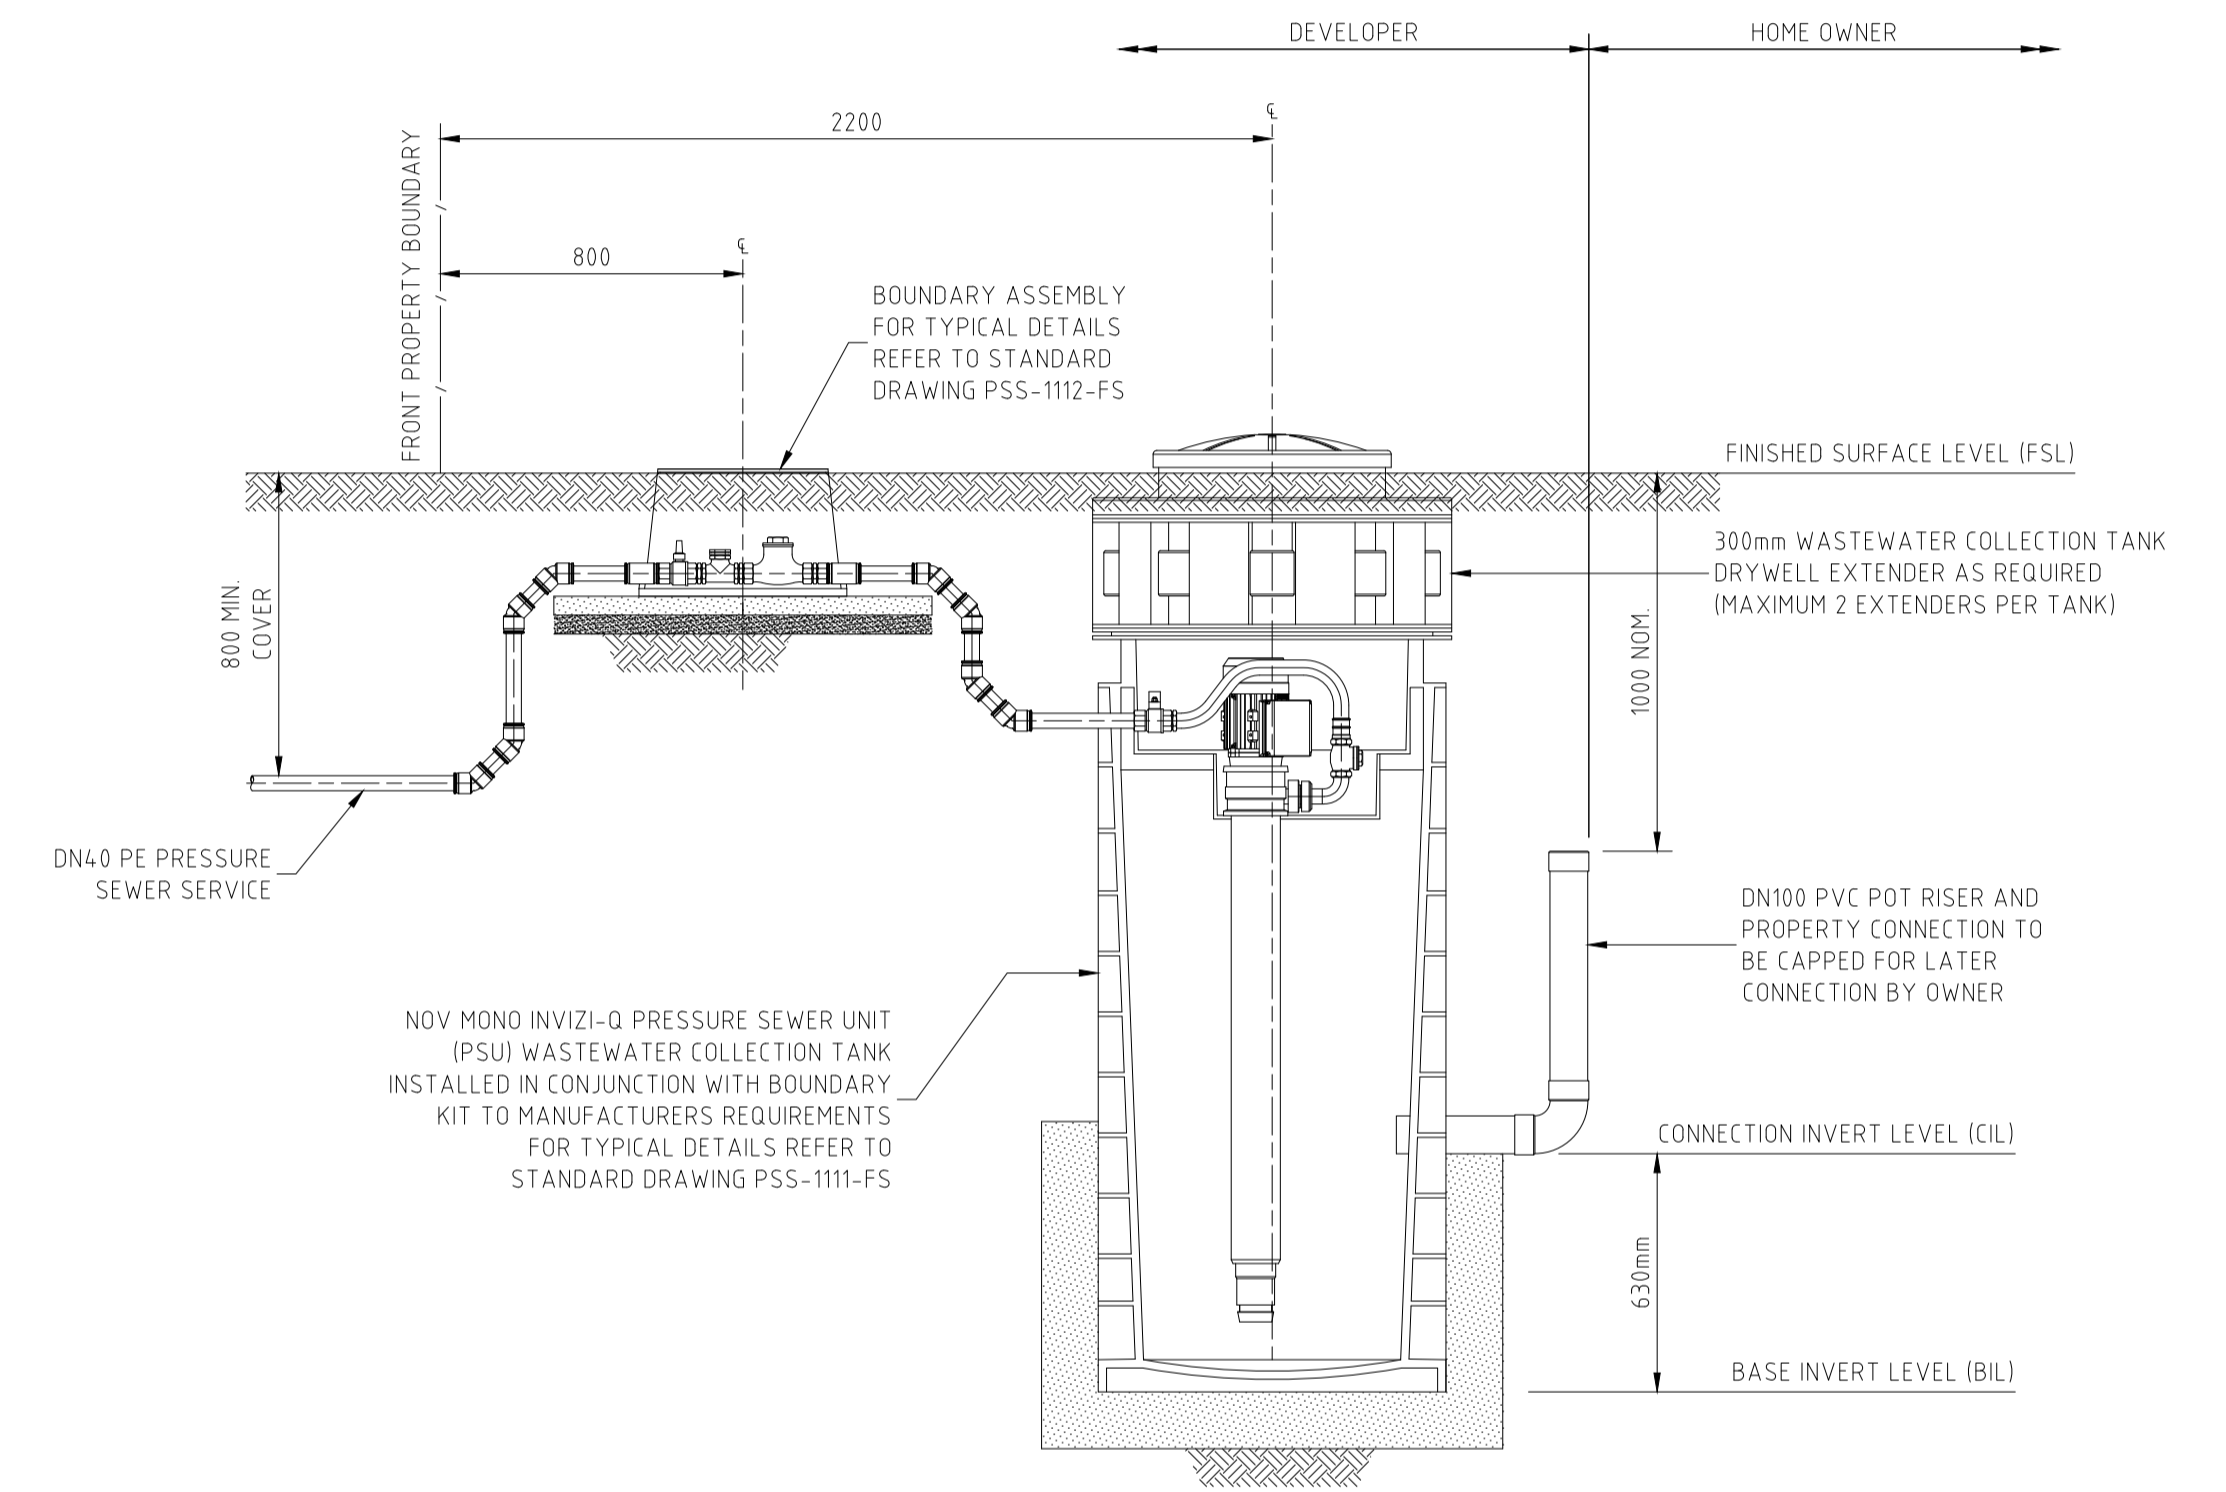 DEVELOPER
HOME OWNER
2200
℄
FRONT PROPERTY BOUNDARY
800
℄
BOUNDARY ASSEMBLY
FOR TYPICAL DETAILS
REFER TO STANDARD
DRAWING PSS-1112-FS
FINISHED SURFACE LEVEL (FSL)
300mm WASTEWATER COLLECTION TANK
DRYWELL EXTENDER AS REQUIRED
(MAXIMUM 2 EXTENDERS PER TANK)
800 MIN.
COVER
1000 NOM.
DN40 PE PRESSURE
SEWER SERVICE
DN100 PVC POT RISER AND
PROPERTY CONNECTION TO
BE CAPPED FOR LATER
CONNECTION BY OWNER
NOV MONO INVIZI-Q PRESSURE SEWER UNIT
(PSU) WASTEWATER COLLECTION TANK
INSTALLED IN CONJUNCTION WITH BOUNDARY
KIT TO MANUFACTURERS REQUIREMENTS
FOR TYPICAL DETAILS REFER TO
STANDARD DRAWING PSS-1111-FS
CONNECTION INVERT LEVEL (CIL)
630mm
BASE INVERT LEVEL (BIL)